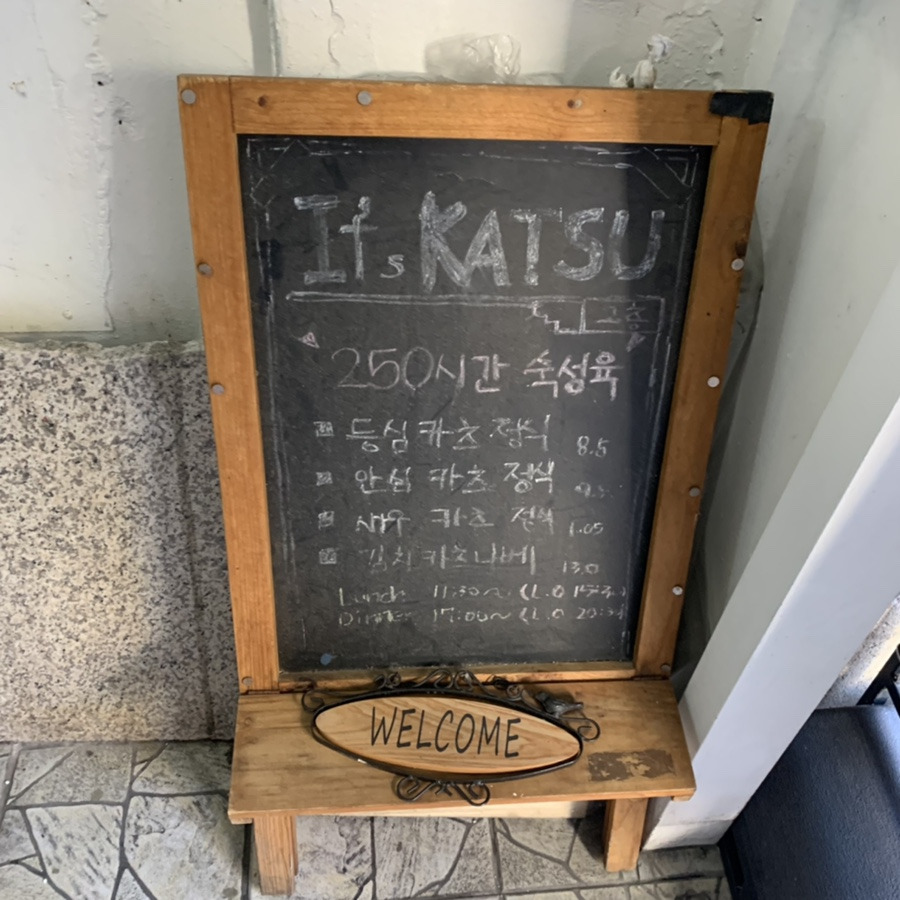 It's KATSU
250시간 숙성육
등심 카츠 정식 8.5
안심 카츠 정식
새우 카츠 정식 1.05
김치카츠나베 13.0
Lunch 11:30~ (L.O
Dinner 17:00~ (L.O
WELCOME